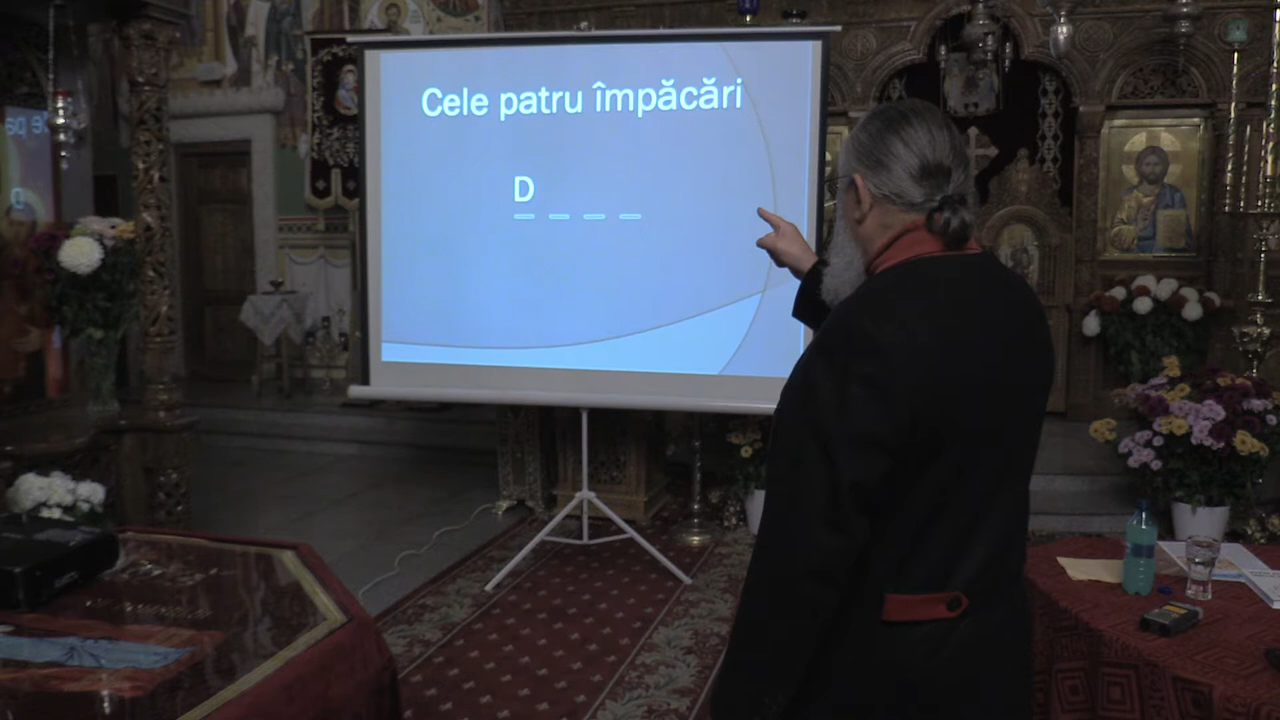 Cele patru împăcări
D
_ _ _ _